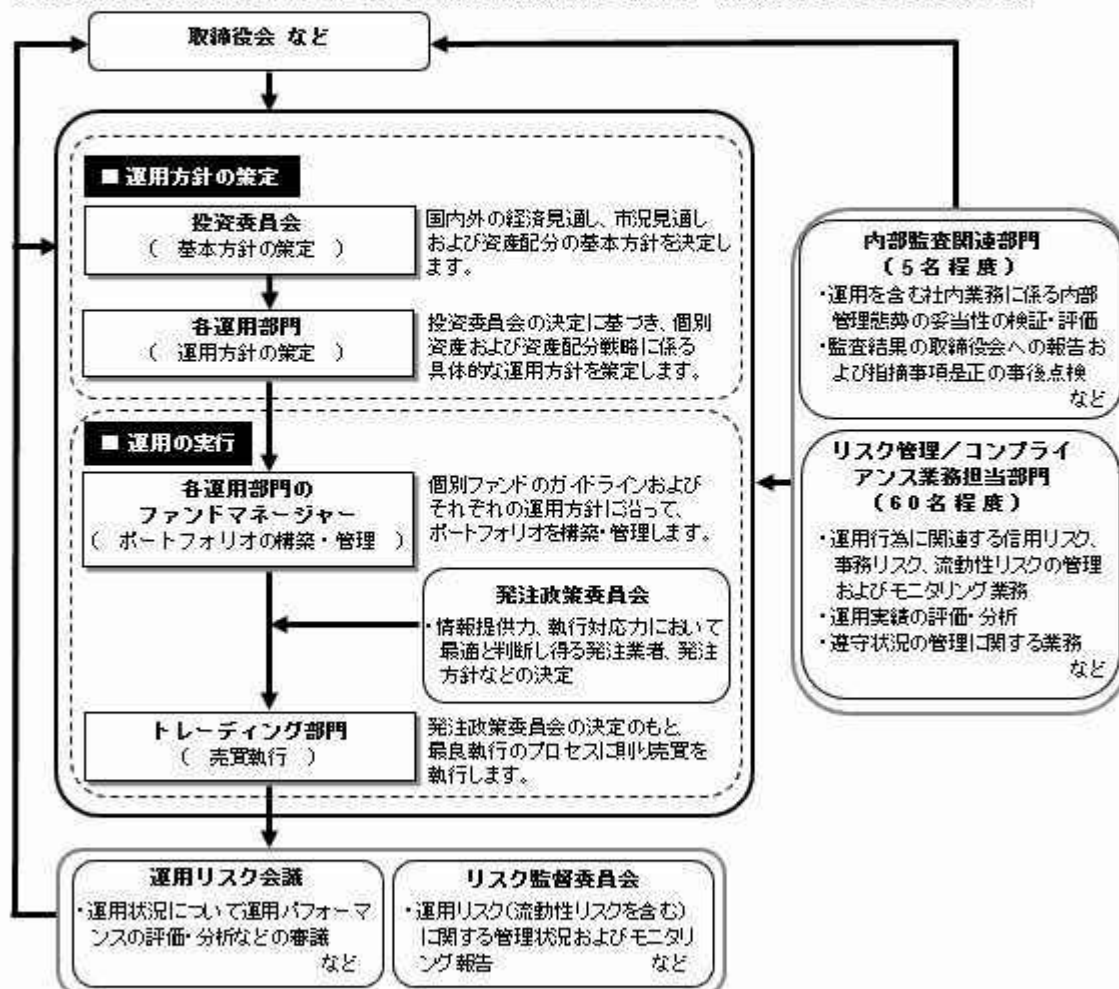 取締役会 など
■ 運用方針の策定
投資委員会
( 基本方針の策定 )
国内外の経済見通し、市況見通し
および資産配分の基本方針を決定し
ます。
各運用部門
( 運用方針の策定 )
投資委員会の決定に基づき、個別
資産および資産配分戦略に係る
具体的な運用方針を策定します。
■ 運用の実行
各運用部門の
ファンドマネージャー
( ポートフォリオの構築・管理 )
個別ファンドのガイドラインおよび
それぞれの運用方針に沿って、
ポートフォリオを構築・管理します。
発注政策委員会
・情報提供力、執行対応力において
最適と判断し得る発注業者、発注
方針などの決定
トレーディング部門
( 売買執行 )
発注政策委員会の決定のもと、
最良執行のプロセスに則り売買を
執行します。
内部監査関連部門
(5名程度)
・運用を含む社内業務に係る内部
管理態勢の妥当性の検証・評価
・監査結果の取締役会への報告お
よび指摘事項是正の事後点検
など
リスク管理/コンプライ
アンス業務担当部門
(60名程度)
・運用行為に関連する信用リスク、
事務リスク、流動性リスクの管理
およびモニタリング業務
・運用実績の評価・分析
・遵守状況の管理に関する業務
など
運用リスク会議
・運用状況について運用パフォーマ
ンスの評価・分析などの審議
など
リスク監督委員会
・運用リスク(流動性リスクを含む)
に関する管理状況およびモニタリ
ング報告 など